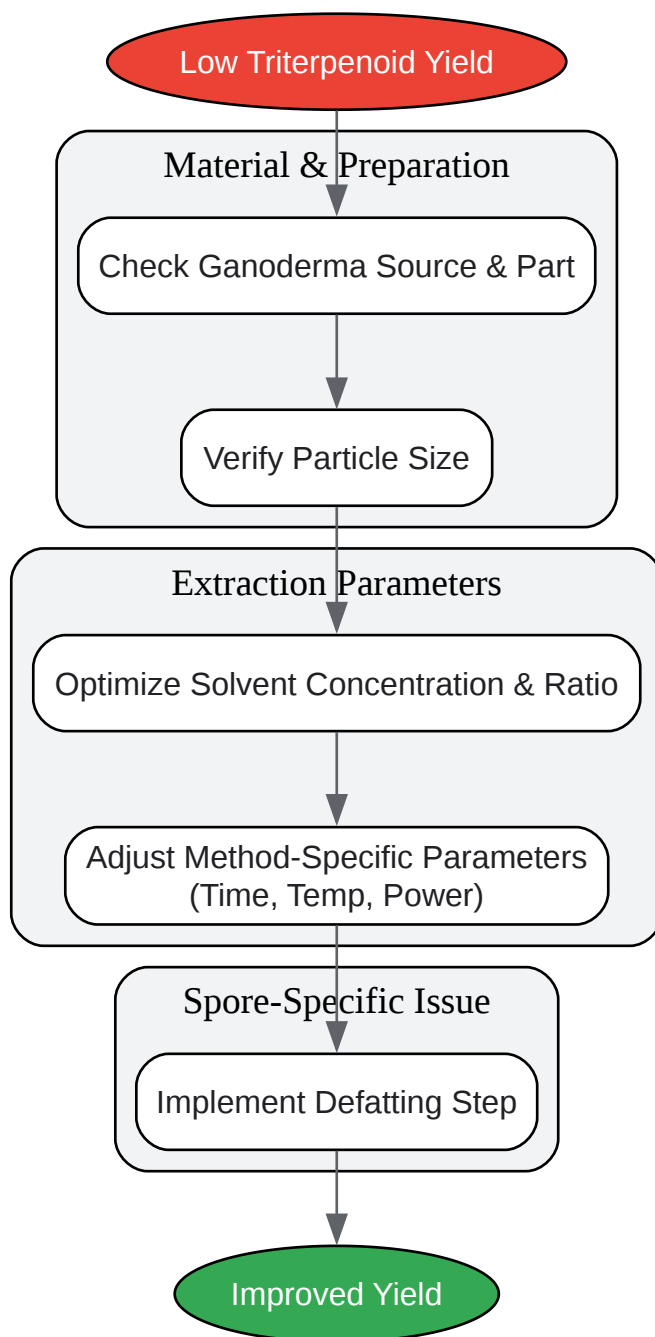 Low Triterpenoid Yield
Material & Preparation
Check Ganoderma Source & Part
Verify Particle Size
Extraction Parameters
Optimize Solvent Concentration & Ratio
Adjust Method-Specific Parameters
(Time, Temp, Power)
Spore-Specific Issue
Implement Defatting Step
Improved Yield